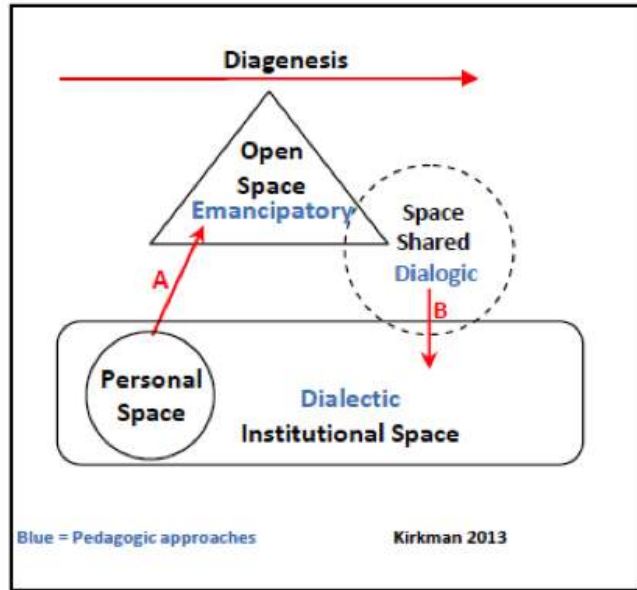 Diagenesis
Open
Space
Emancipatory
Space
Shared
Dialogic
A
B
Personal
Space
Dialectic
Institutional Space
Blue = Pedagogic approaches
Kirkman 2013